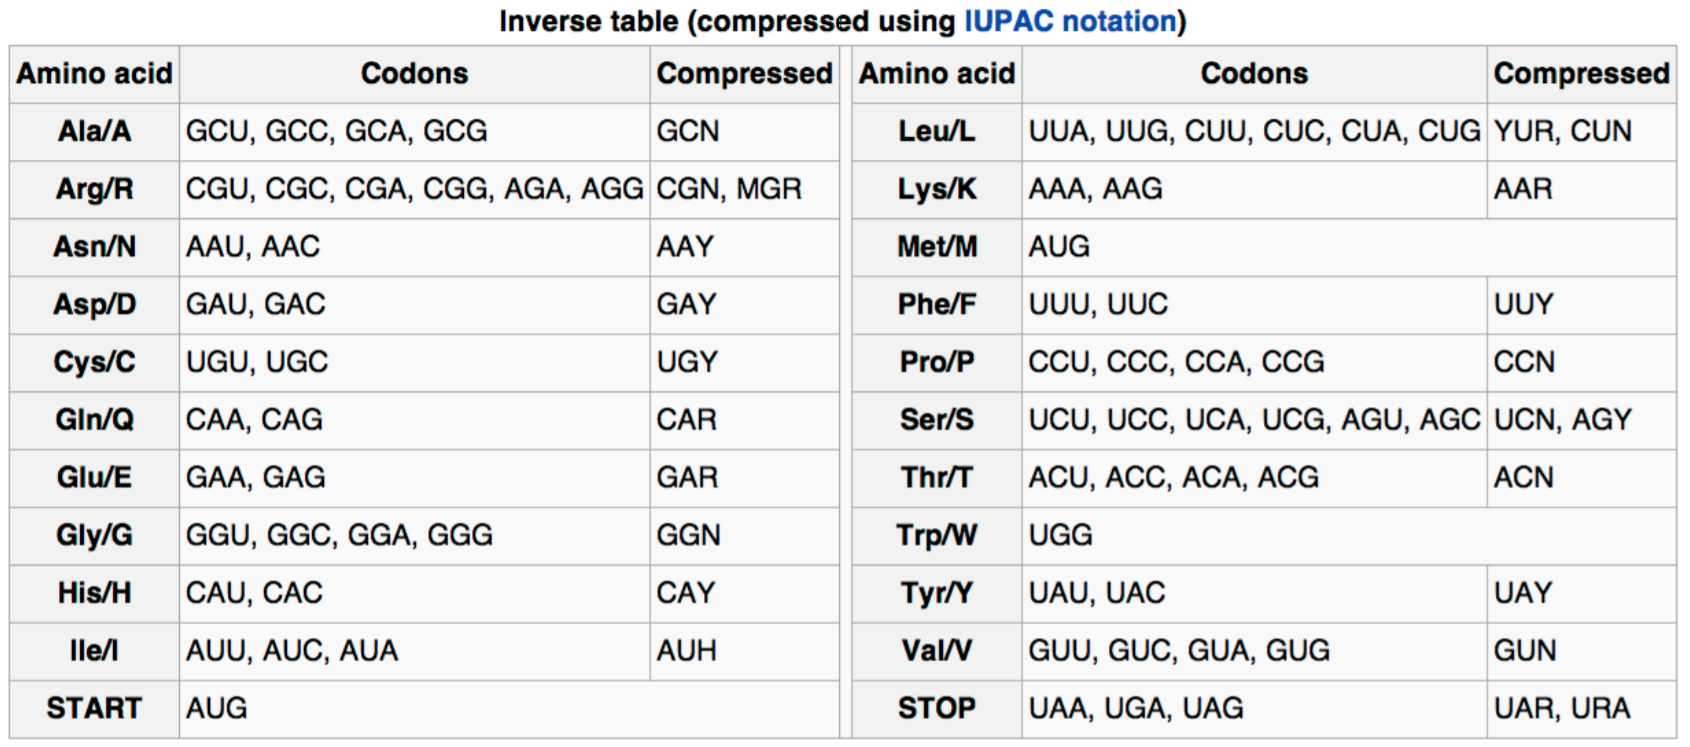 Inverse table (compressed using IUPAC notation)
Amino acid Codons Compressed Amino acid Codons Compressed
Ala/A GCU, GCC, GCA, GCG GCN Leu/L UUA, UUG, CUU, CUC, CUA, CUG YUR, CUN
Arg/R CGU, CGC, CGA, CGG, AGA, AGG CGN, MGR Lys/K AAA, AAG AAR
Asn/N AAU, AAC AAY Met/M AUG
Asp/D GAU, GAC GAY Phe/F UUU, UUC UUY
Cys/C UGU, UGC UGY Pro/P CCU, CCC, CCA, CCG CCN
Gln/Q CAA, CAG CAR Ser/S UCU, UCC, UCA, UCG, AGU, AGC UCN, AGY
Glu/E GAA, GAG GAR Thr/T ACU, ACC, ACA, ACG ACN
Gly/G GGU, GGC, GGA, GGG GGN Trp/W UGG
His/H CAU, CAC CAY Tyr/Y UAU, UAC UAY
Ile/I AUU, AUC, AUA AUH Val/V GUU, GUC, GUA, GUG GUN
START AUG STOP UAA, UGA, UAG UAR, URA